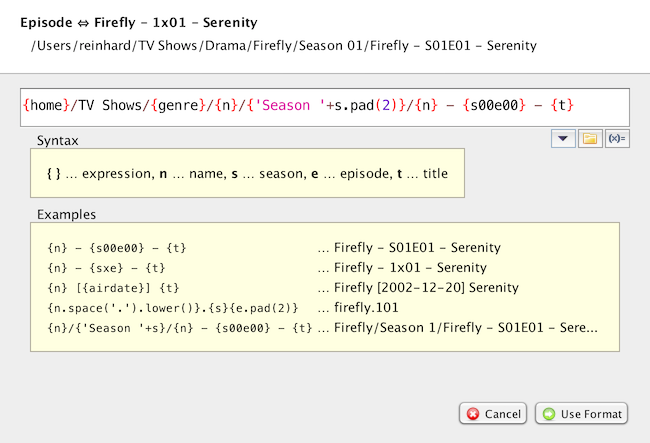 Episode ⇔ Firefly - 1x01 - Serenity
/Users/reinhard/TV Shows/Drama/Firefly/Season 01/Firefly - S01E01 - Serenity
{home}/TV Shows/{genre}/{n}/{'Season '+s.pad(2)}/{n} - {s00e00} - {t}
(x)=
Syntax
{ } ... expression, n ... name, s ... season, e ... episode, t ... title
Examples
{n} - {s00e00} - {t} ... Firefly - S01E01 - Serenity
{n} - {sxe} - {t} ... Firefly - 1x01 - Serenity
{n} [{airdate}] {t} ... Firefly [2002-12-20] Serenity
{n.space('.').lower()}.{s}{e.pad(2)} ... firefly.101
{n}/{'Season '+s}/{n} - {s00e00} - {t} ... Firefly/Season 1/Firefly - S01E01 - Sere...
Cancel
Use Format